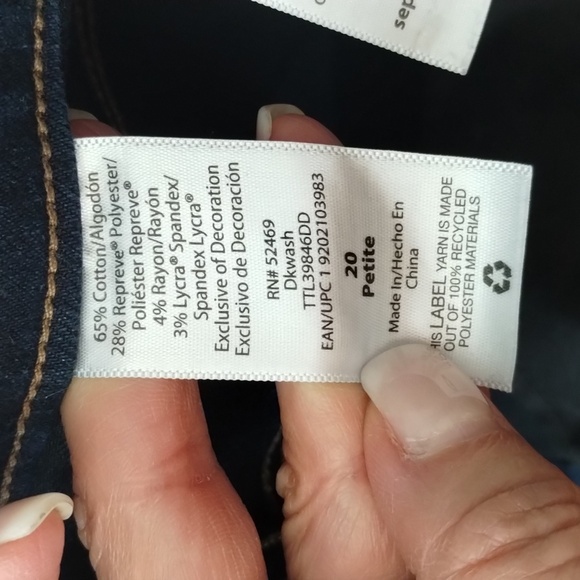 65% Cotton/Algodón
28% Repreve® Polyester/
Poliéster Repreve®
4% Rayon/Rayón
3% Lycra® Spandex/
Spandex Lycra®
Exclusive of Decoration
Exclusivo de Decoración
RN# 52469
Dkwash
TTL39846DD
EAN/UPC 1 9202103983
20
Petite
Made In/Hecho En
China
HIS LABEL YARN IS MADE
OUT OF 100% RECYCLED
POLYESTER MATERIALS
sep